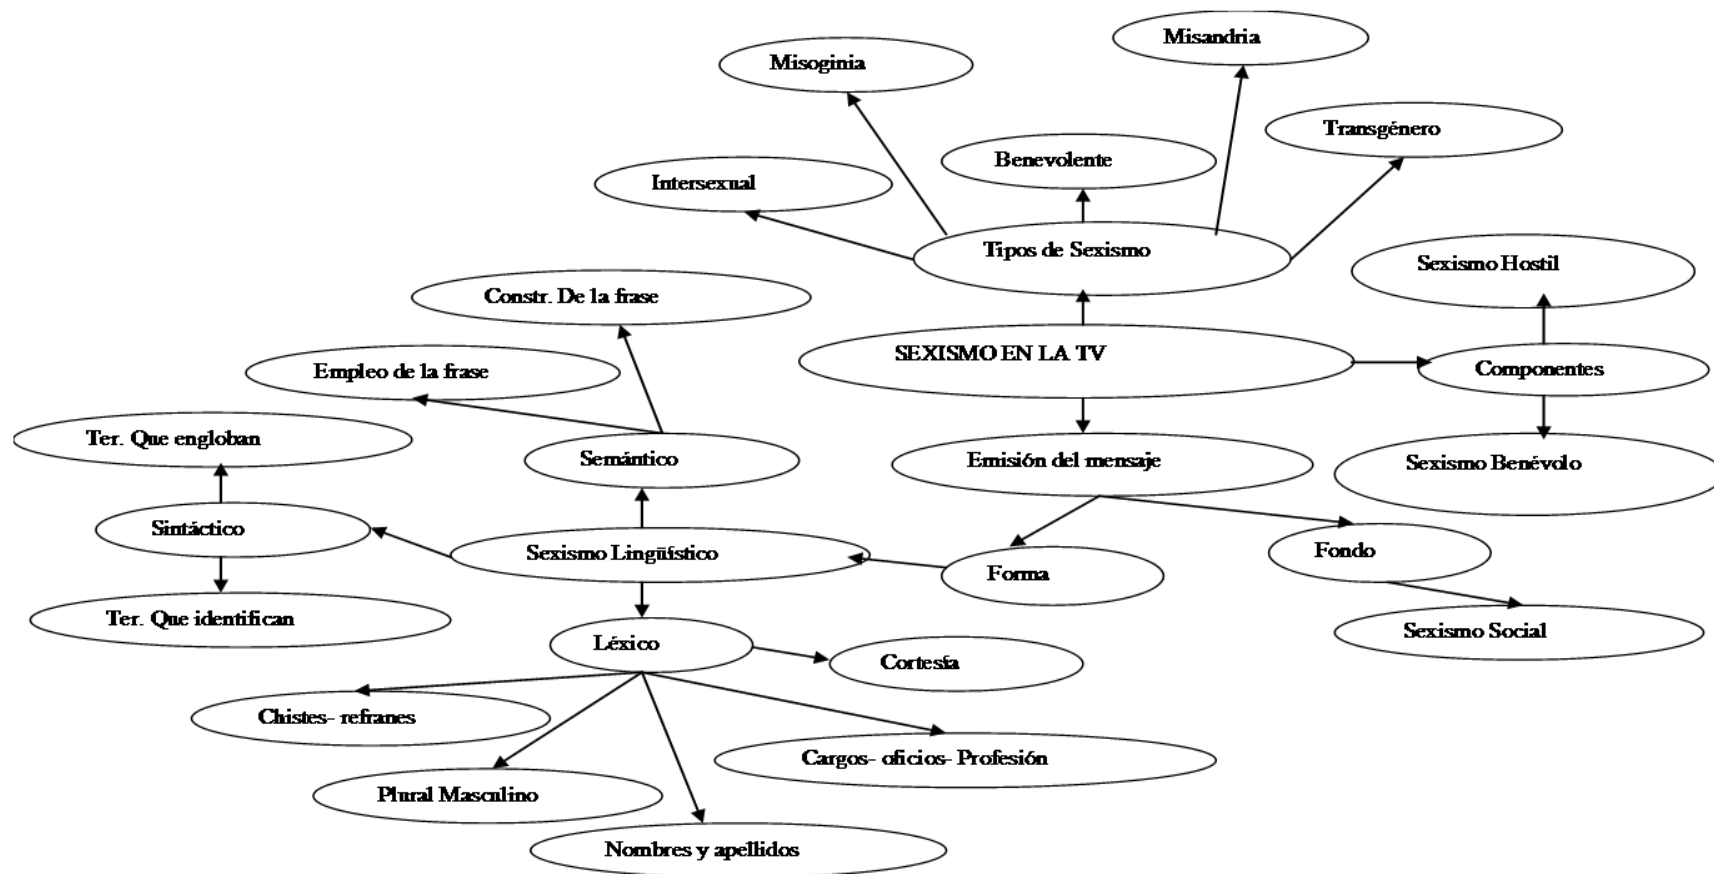 Misandria
Misoginia
Transgénero
Benevolente
Intersexual
Tipos de Sexismo
Sexismo Hostil
Constr. De la frase
SEXISMO EN LA TV
Componentes
Empleo de la frase
Ter. Que engloban
Semántico
Emisión del mensaje
Sexismo Benévolo
Sintáctico
Sexismo Lingüístico
Fondo
Forma
Ter. Que identifican
Sexismo Social
Léxico
Cortesía
Chistes- refranes
Cargos- oficios- Profesión
Plural Masculino
Nombres y apellidos